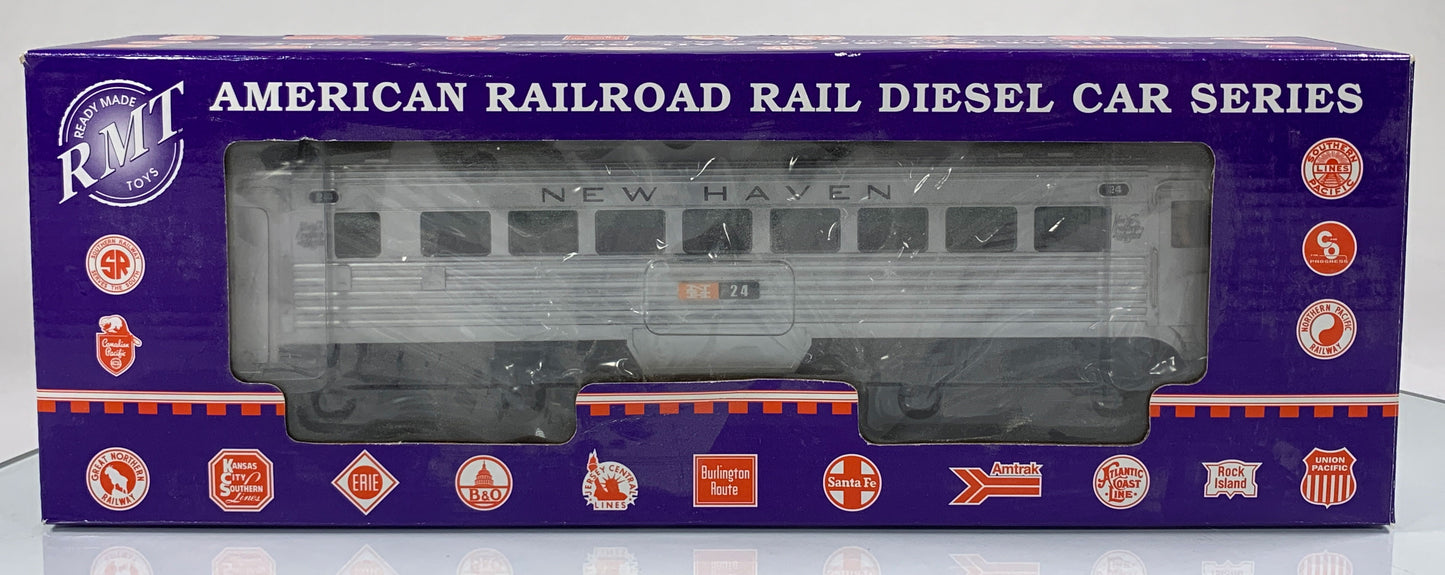 READY MADE
RMT
TOYS
AMERICAN RAILROAD RAIL DIESEL CAR SERIES
NEW HAVEN
24
24
SOUTHERN
LINES
PACIFIC
SOUTHERN RAILWAY
SR
SERVES THE SOUTH
C
O
PROGRESS
Canadian
Pacific
NORTHERN PACIFIC
RAILWAY
GREAT NORTHERN
RAILWAY
KANSAS
CITY
SOUTHERN
Lines
ERIE
B&O
JERSEY CENTRAL
LINES
Burlington
Route
Santa Fe
Amtrak
ATLANTIC
COAST
LINE
Rock
Island
UNION
PACIFIC